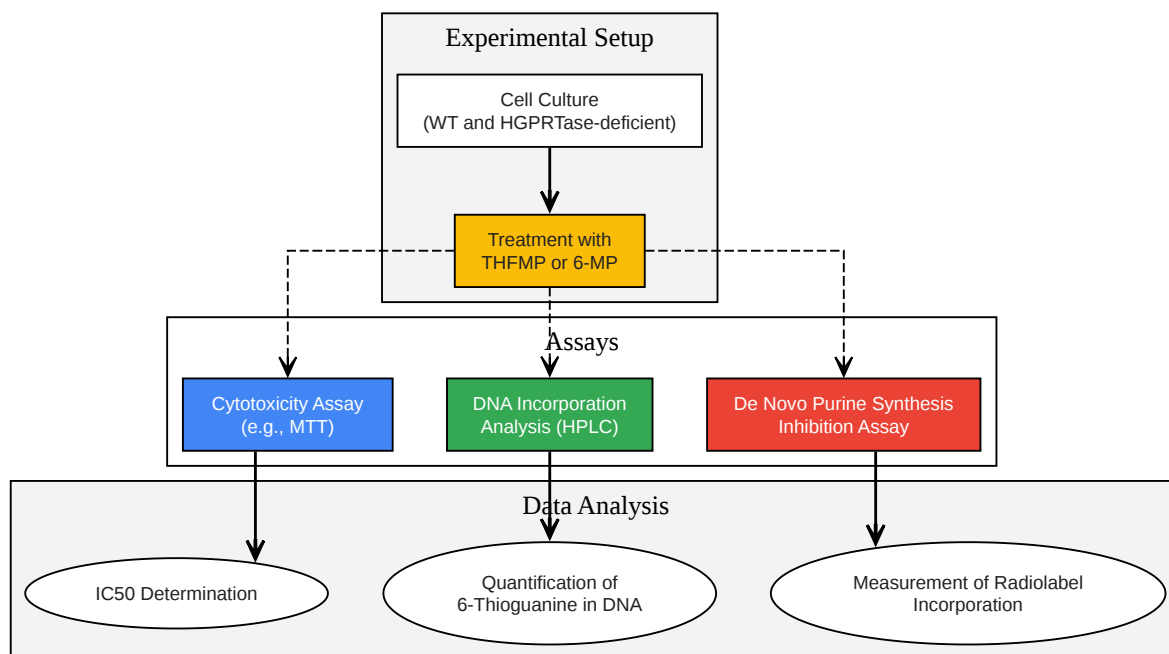 Experimental Setup
Cell Culture
(WT and HGPRTase-deficient)
Treatment with
THFMP or 6-MP
Assays
Cytotoxicity Assay
(e.g., MTT)
DNA Incorporation
Analysis (HPLC)
De Novo Purine Synthesis
Inhibition Assay
Data Analysis
IC50 Determination
Quantification of
6-Thioguanine in DNA
Measurement of Radiolabel
Incorporation